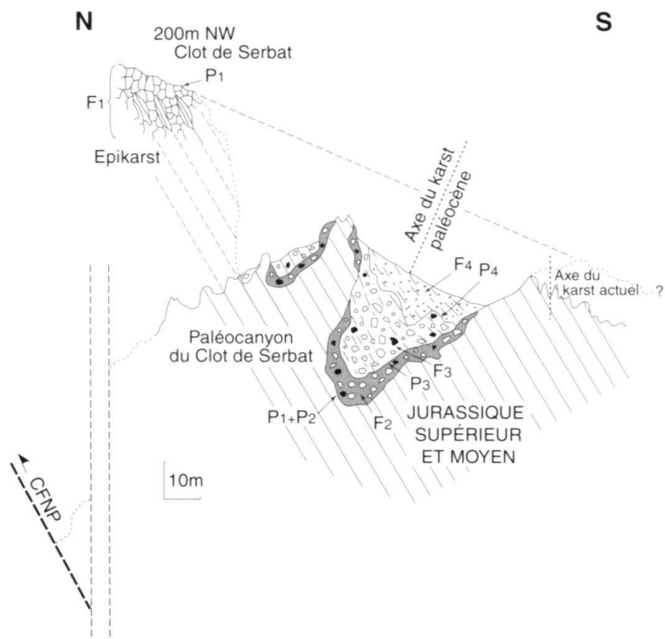 N
S
200m NW
Clot de Serbat
P1
F1
Epikarst
Axe du karst
paléocène
F4
P4
Axe du
karst actuel
?
Paléocanyon
du Clot de Serbat
F3
P3
P1+P2
F2
JURASSIQUE
SUPÉRIEUR
ET MOYEN
10m
CFNP